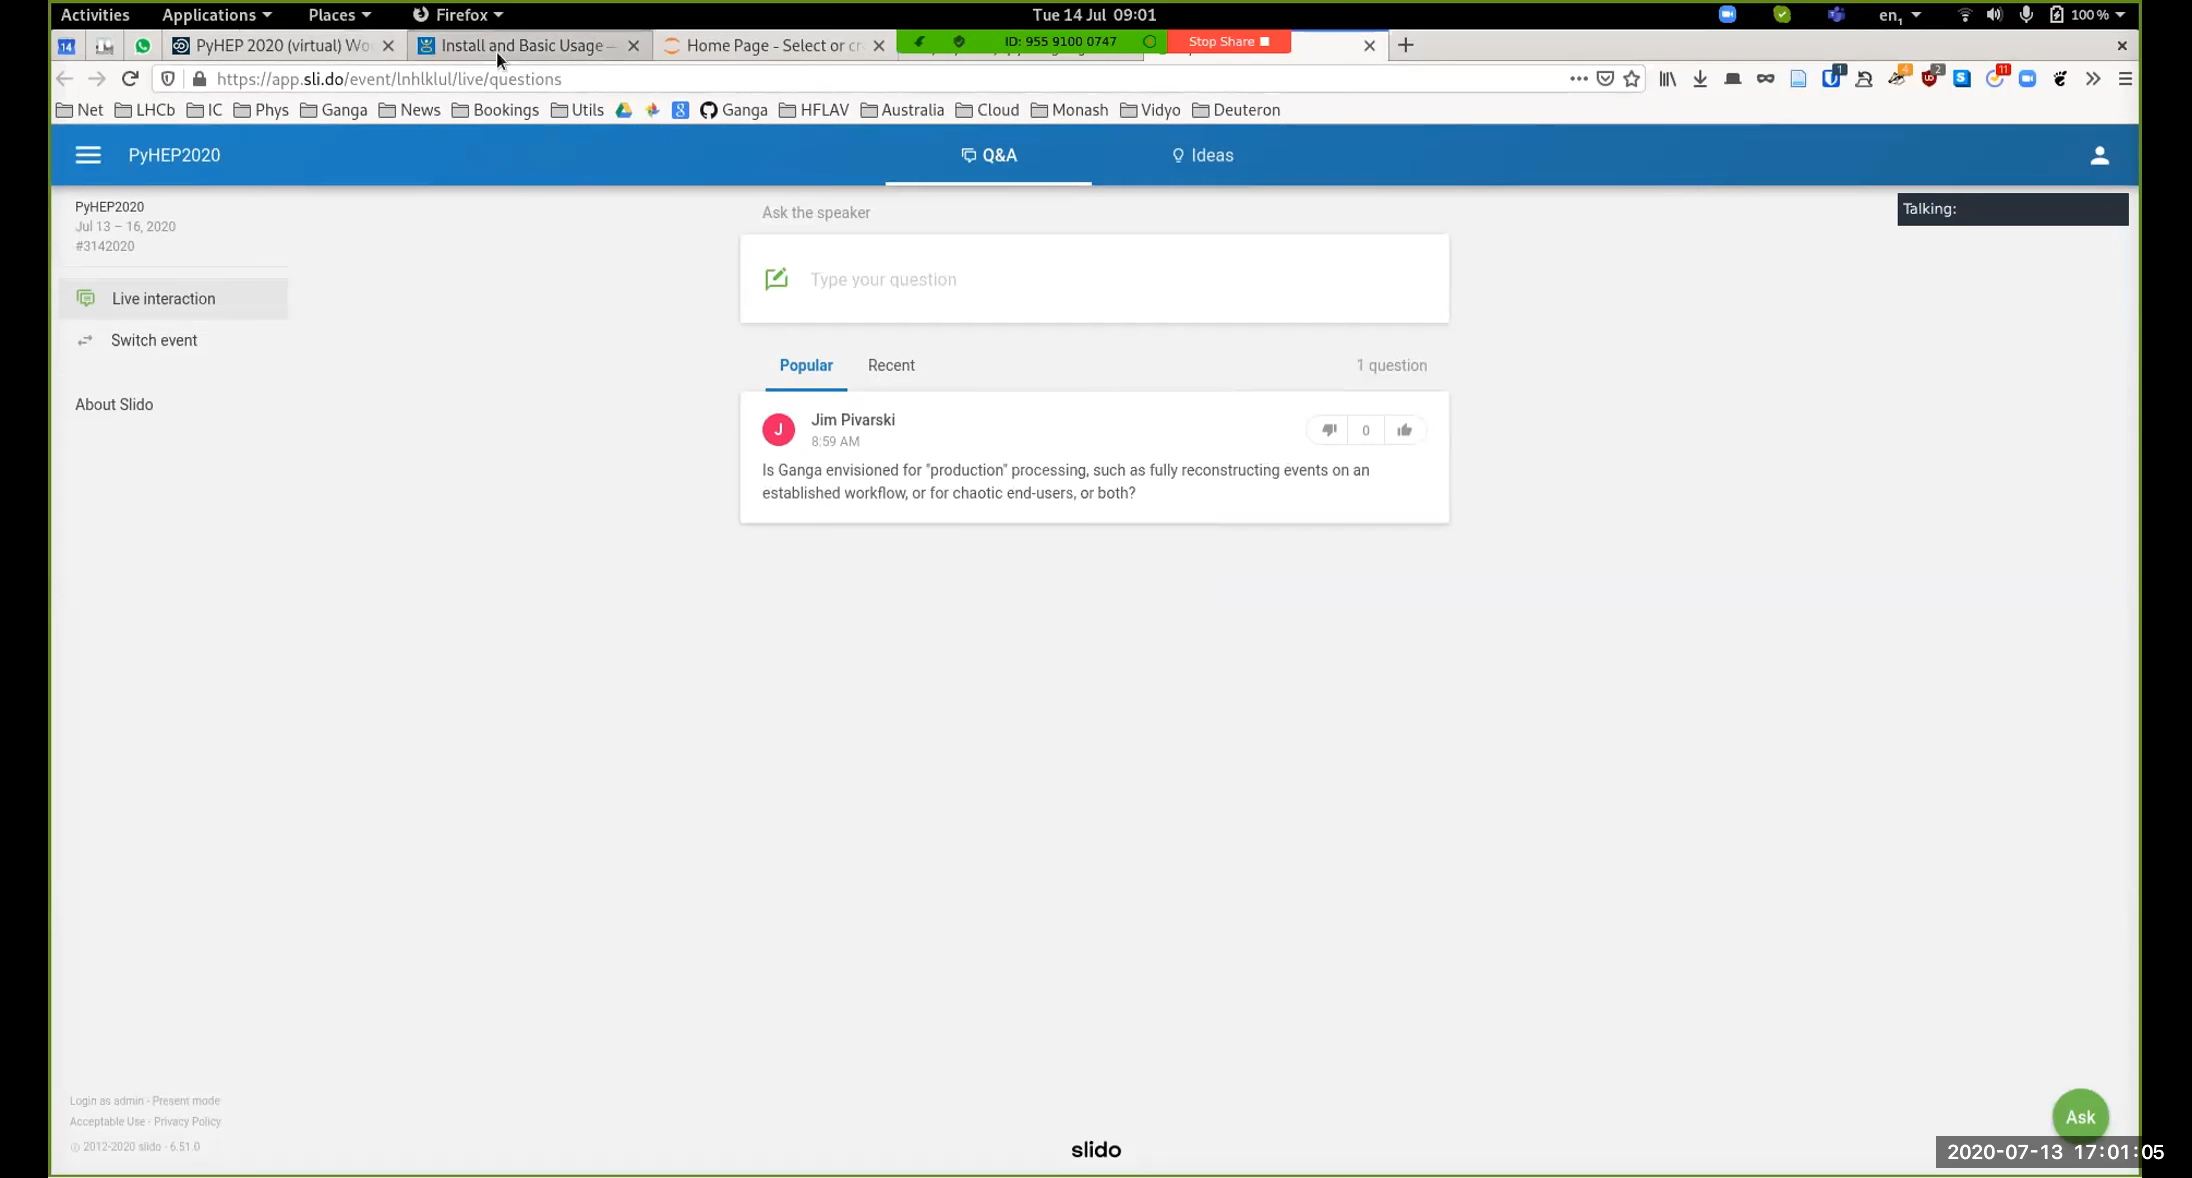 Activities Applications Places Firefox Tue 14 Jul 09:01 en1 100 %
14 PyHEP 2020 (virtual) Wo Install and Basic Usage Home Page - Select or cr ID: 955 9100 0747 Stop Share
https://app.sli.do/event/lnhlklul/live/questions 1 4 2 11
Net LHCb IC Phys Ganga News Bookings Utils Ganga HFLAV Australia Cloud Monash Vidyo Deuteron
PyHEP2020 Q&A Ideas
PyHEP2020
Jul 13 – 16, 2020
#3142020
Live interaction
Switch event
About Slido
Talking:
Ask the speaker
Type your question
Popular Recent 1 question
J Jim Pivarski
8:59 AM
0
Is Ganga envisioned for "production" processing, such as fully reconstructing events on an
established workflow, or for chaotic end-users, or both?
Login as admin - Present mode
Acceptable Use - Privacy Policy
© 2012-2020 slido - 6.51.0
slido
Ask
2020-07-13 17:01:05